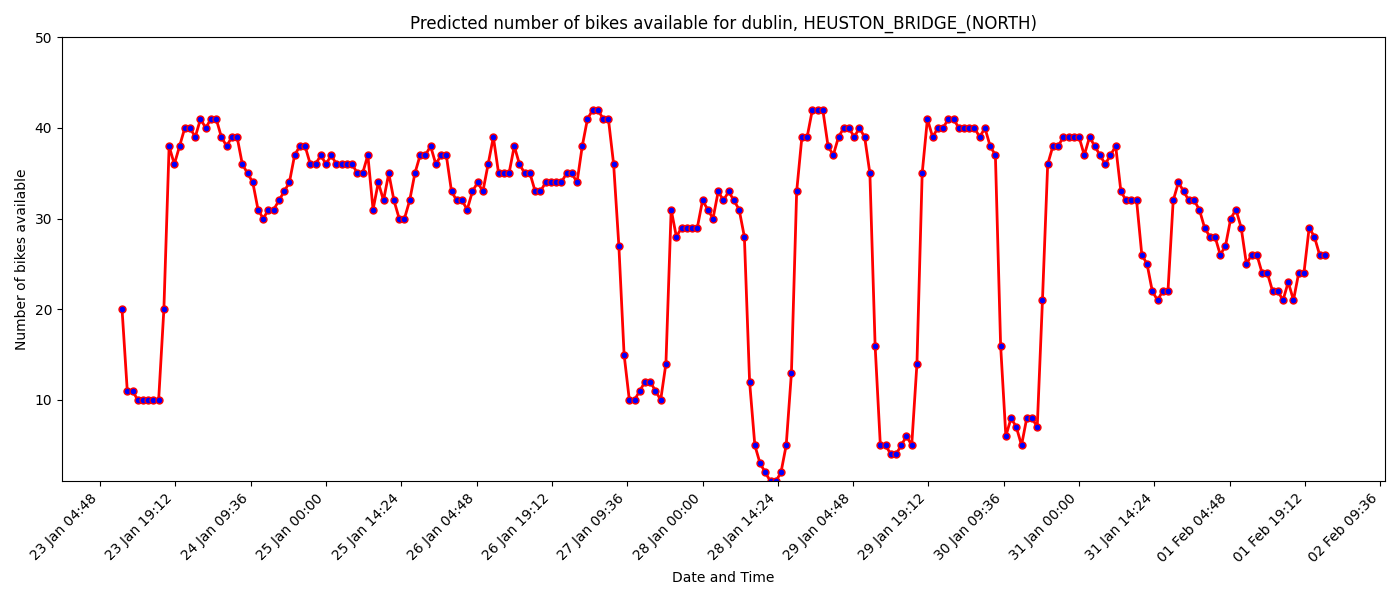 Predicted number of bikes available for dublin, HEUSTON_BRIDGE_(NORTH)
50
40
30
20
10
Number of bikes available
23 Jan 04:48
23 Jan 19:12
24 Jan 09:36
25 Jan 00:00
25 Jan 14:24
26 Jan 04:48
26 Jan 19:12
27 Jan 09:36
28 Jan 00:00
28 Jan 14:24
29 Jan 04:48
29 Jan 19:12
30 Jan 09:36
31 Jan 00:00
31 Jan 14:24
01 Feb 04:48
01 Feb 19:12
02 Feb 09:36
Date and Time